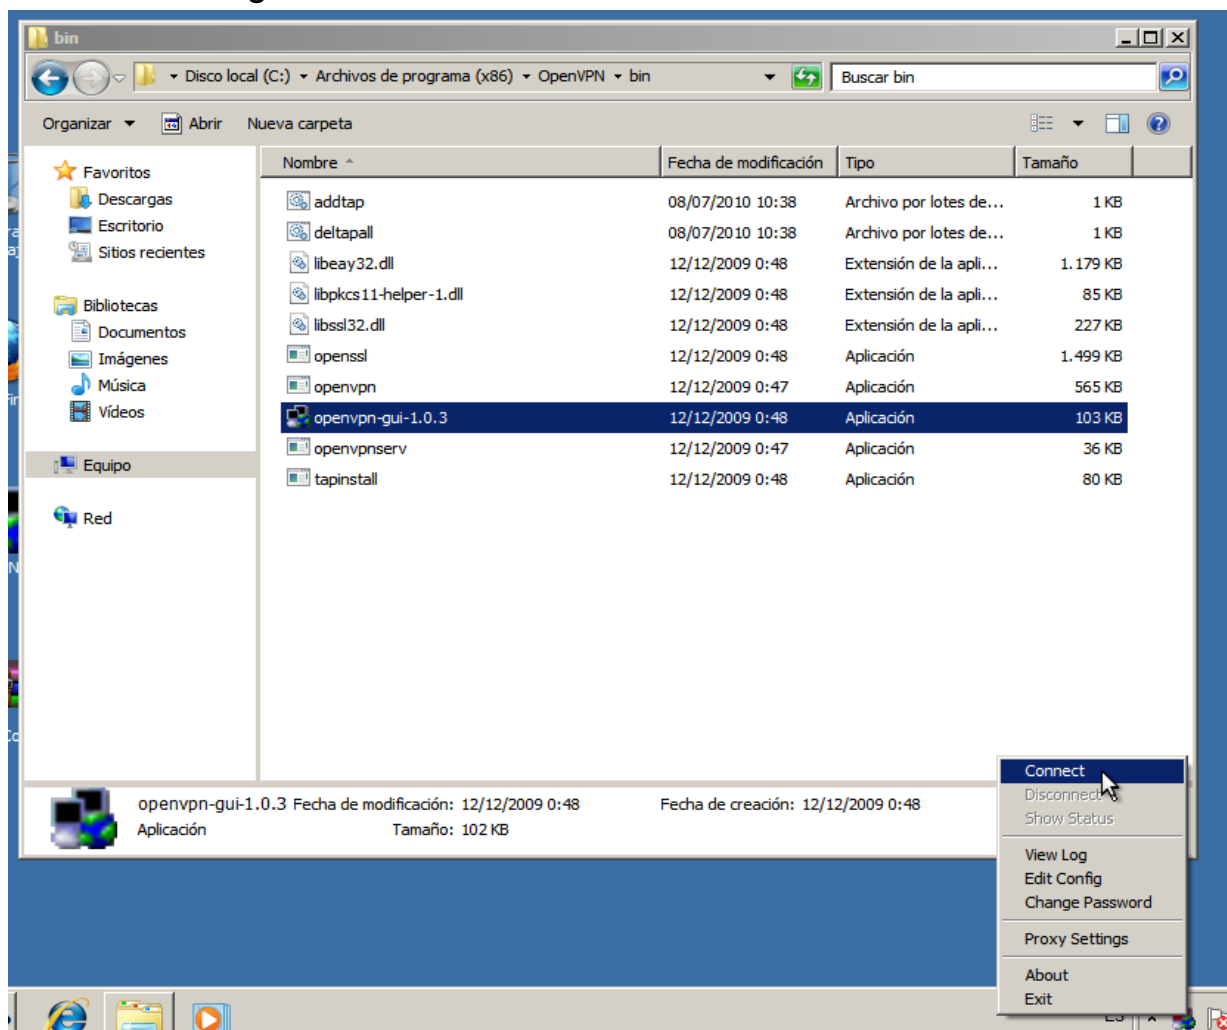 bin
Disco local (C:) Archivos de programa (x86) OpenVPN bin Buscar bin
Organizar Abrir Nueva carpeta
Nombre Fecha de modificación Tipo Tamaño
Favoritos
Descargas
Escritorio
Sitios recientes
Bibliotecas
Documentos
Imágenes
Música
Vídeos
Equipo
Red
addtap 08/07/2010 10:38 Archivo por lotes de... 1 KB
deltapall 08/07/2010 10:38 Archivo por lotes de... 1 KB
libeay32.dll 12/12/2009 0:48 Extensión de la apli... 1.179 KB
libpkcs11-helper-1.dll 12/12/2009 0:48 Extensión de la apli... 85 KB
libssl32.dll 12/12/2009 0:48 Extensión de la apli... 227 KB
openssl 12/12/2009 0:48 Aplicación 1.499 KB
openvpn 12/12/2009 0:47 Aplicación 565 KB
openvpn-gui-1.0.3 12/12/2009 0:48 Aplicación 103 KB
openvpnserv 12/12/2009 0:47 Aplicación 36 KB
tapinstall 12/12/2009 0:48 Aplicación 80 KB
openvpn-gui-1.0.3 Fecha de modificación: 12/12/2009 0:48 Fecha de creación: 12/12/2009 0:48
Aplicación Tamaño: 102 KB
Connect
Disconnect
Show Status
View Log
Edit Config
Change Password
Proxy Settings
About
Exit
ES